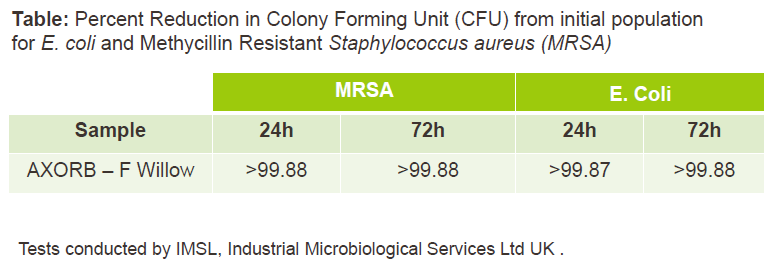 Table: Percent Reduction in Colony Forming Unit (CFU) from initial population
for E. coli and Methycillin Resistant Staphylococcus aureus (MRSA)
MRSA E. Coli
Sample 24h 72h 24h 72h
AXORB – F Willow >99.88 >99.88 >99.87 >99.88
Tests conducted by IMSL, Industrial Microbiological Services Ltd UK .